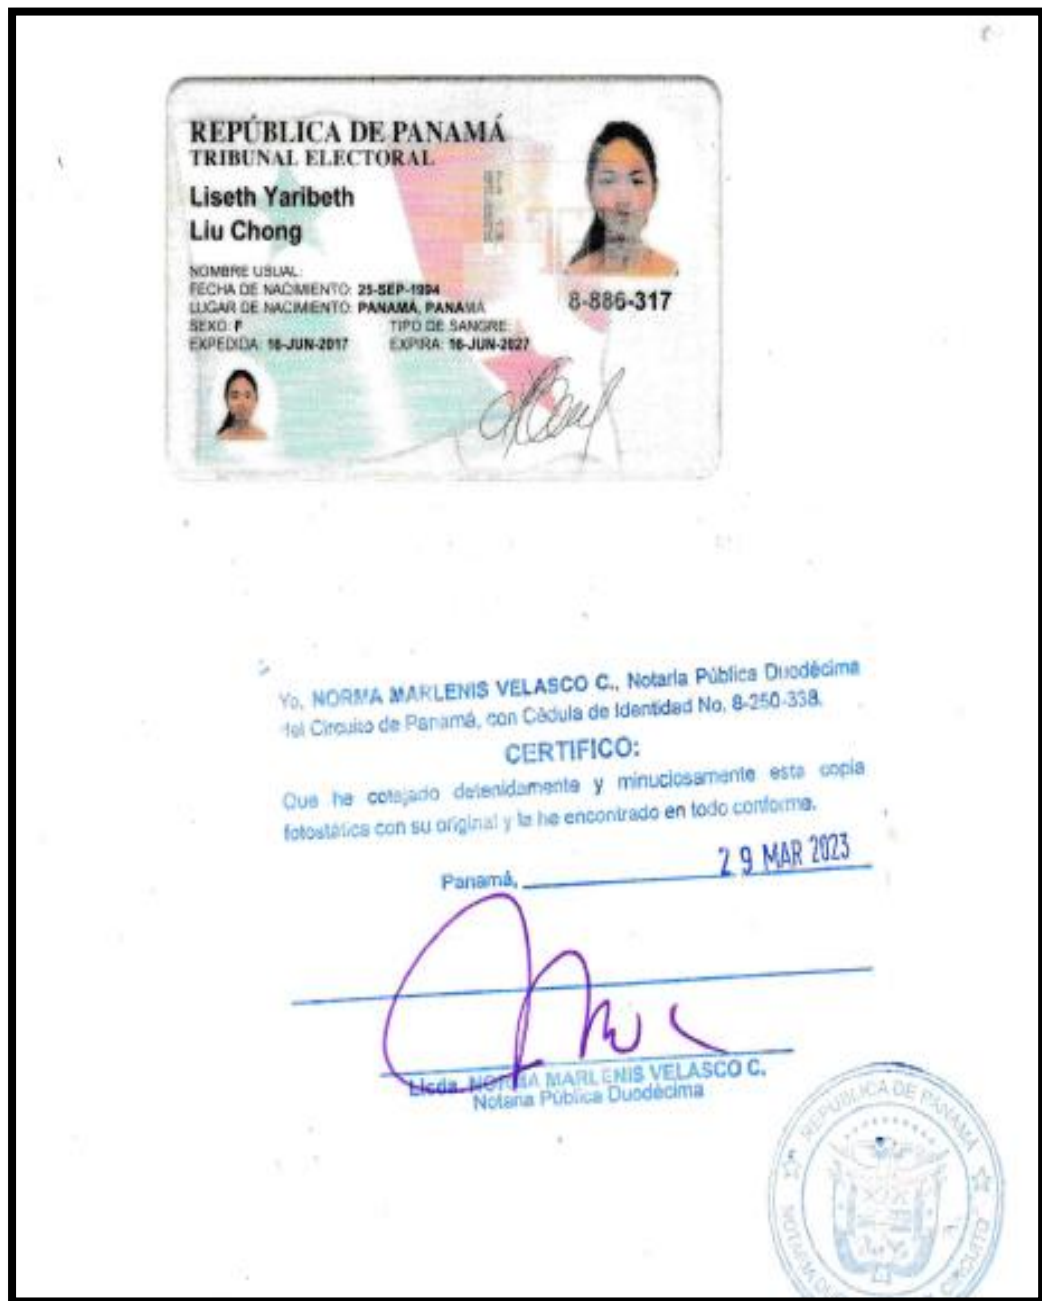 REPÚBLICA DE PANAMÁ
TRIBUNAL ELECTORAL
Liseth Yaribeth
Liu Chong
NOMBRE USUAL:
FECHA DE NACIMIENTO: 25-SEP-1994
LUGAR DE NACIMIENTO: PANAMÁ, PANAMÁ
SEXO: F TIPO DE SANGRE:
EXPEDIDA: 16-JUN-2017 EXPIRA: 16-JUN-2027
8-886-317
Yo, NORMA MARLENIS VELASCO C., Notaria Pública Duodécima
del Circuito de Panamá, con Cédula de Identidad No. 8-250-338.
CERTIFICO:
Que he cotejado detenidamente y minuciosamente esta copia
fotostática con su original y la he encontrado en todo conforme.
Panamá, 29 MAR 2023
Licda. NORMA MARLENIS VELASCO C.
Notaria Pública Duodécima
REPÚBLICA DE PANAMÁ
NOTARIA CIRCUITO